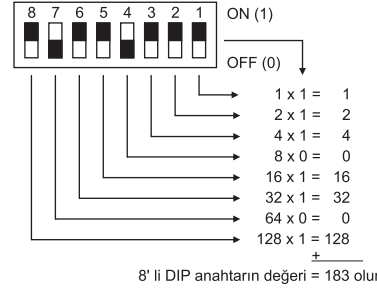 8 7 6 5 4 3 2 1 ON (1)
OFF (0)
1 x 1 = 1
2 x 1 = 2
4 x 1 = 4
8 x 0 = 0
16 x 1 = 16
32 x 1 = 32
64 x 0 = 0
128 x 1 = 128
+
8' li DIP anahtarın değeri = 183 olur